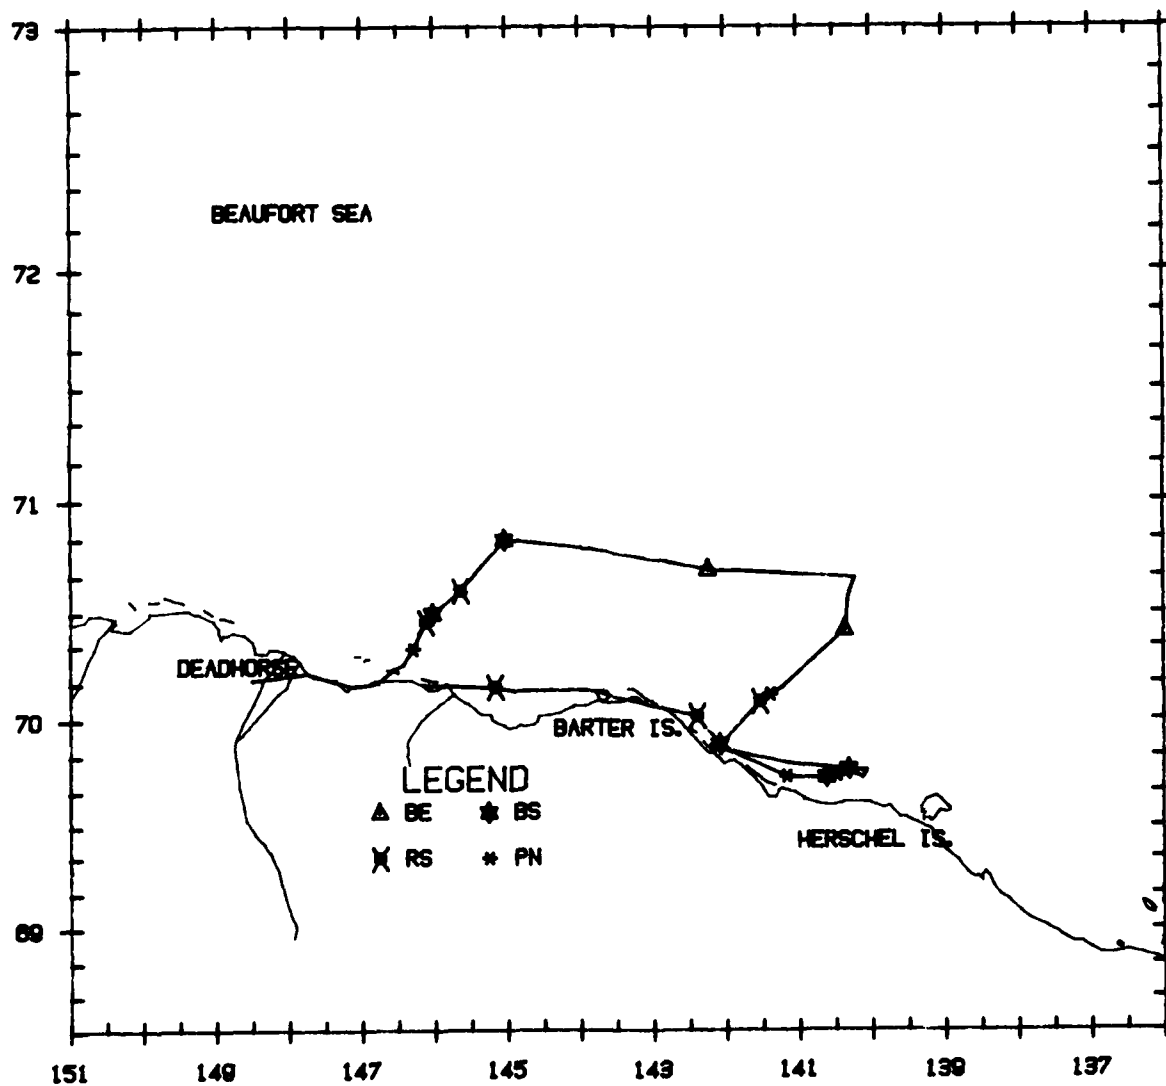 73
BEAUFORT SEA
72
71
DEADHORSE
70
BARTER IS.
LEGEND
BE BS
HERSCHEL IS.
RS PN
69
151 149 147 145 143 141 139 137